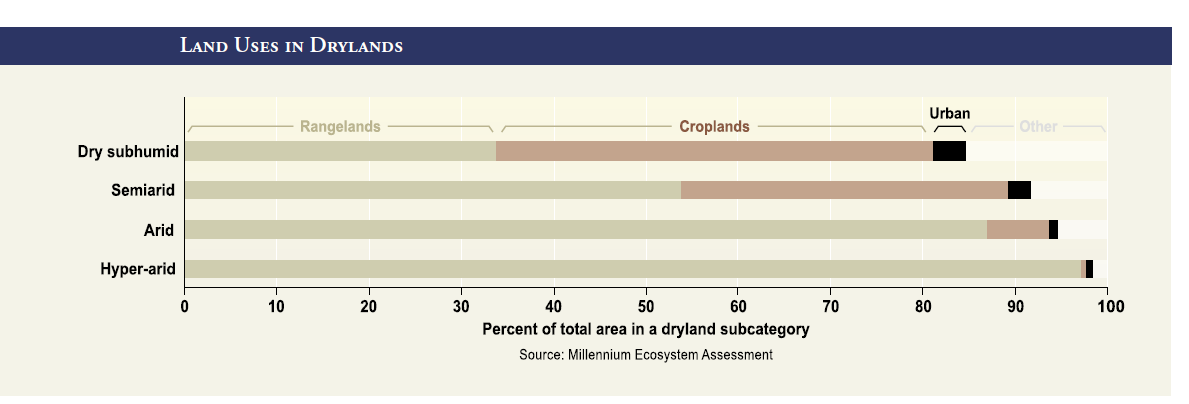 Land Uses in Drylands
Urban
Rangelands
Croplands
Other
Dry subhumid
Semiarid
Arid
Hyper-arid
0 10 20 30 40 50 60 70 80 90 100
Percent of total area in a dryland subcategory
Source: Millennium Ecosystem Assessment